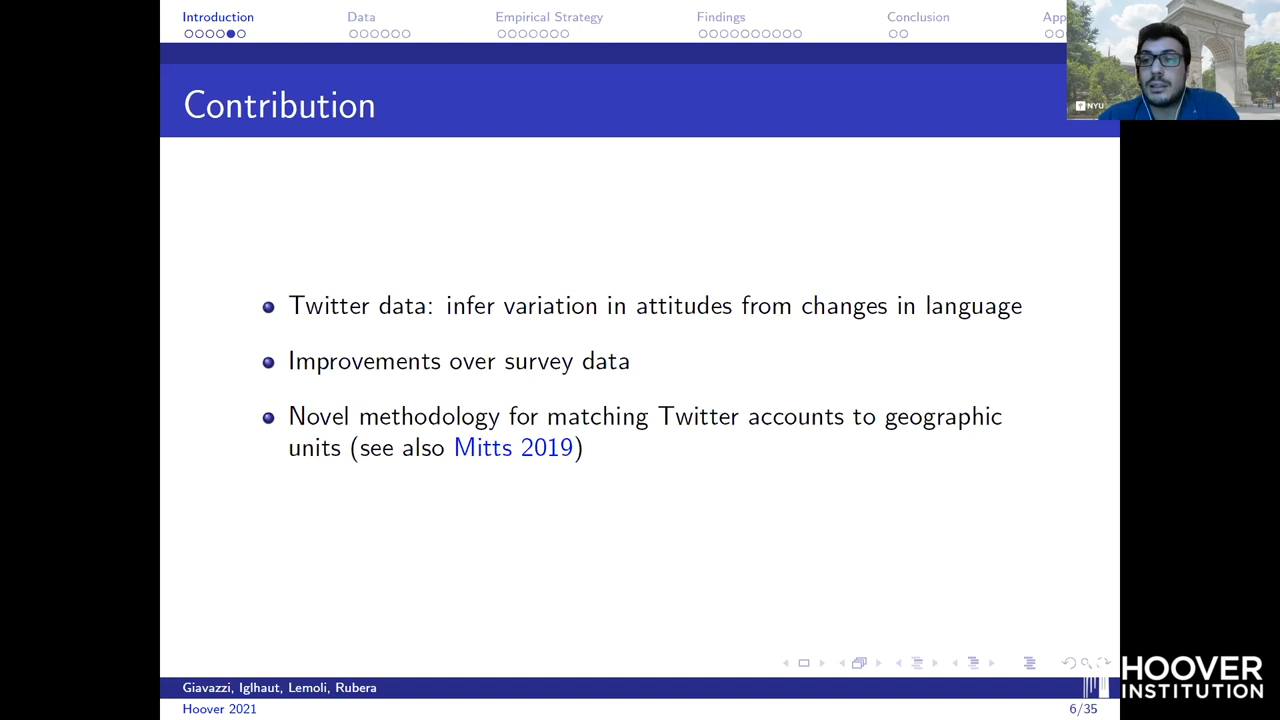 Introduction
Data
Empirical Strategy
Findings
Conclusion
App
Contribution
NYU
Twitter data: infer variation in attitudes from changes in language
Improvements over survey data
Novel methodology for matching Twitter accounts to geographic
units (see also Mitts 2019)
Giavazzi, Iglhaut, Lemoli, Rubera
Hoover 2021
6/35
HOOVER
INSTITUTION